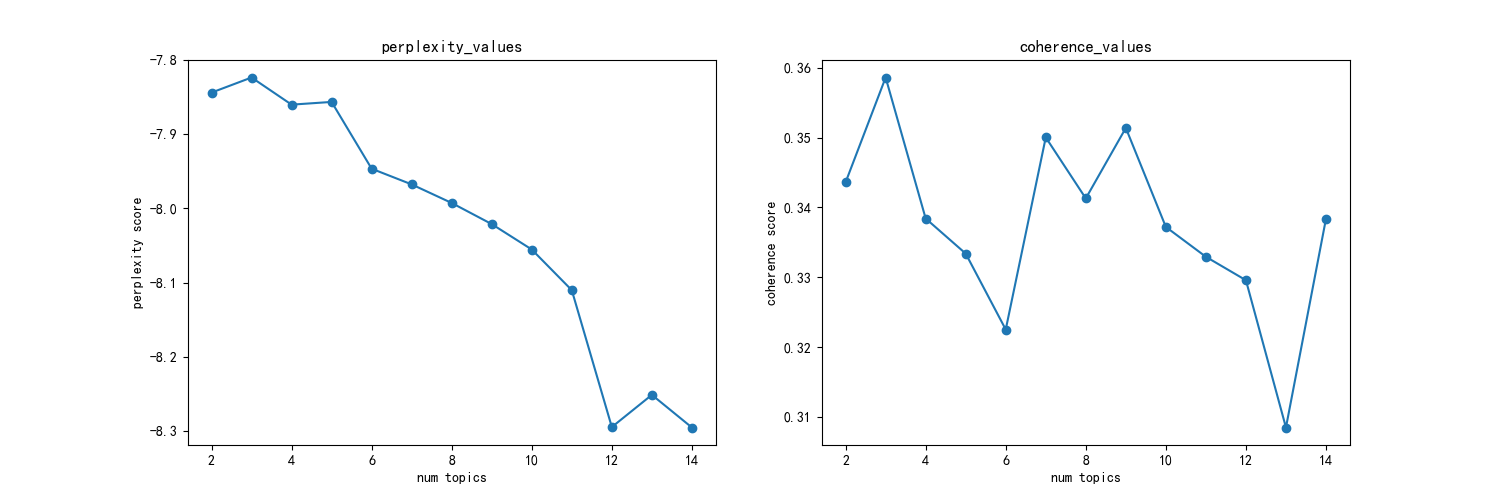 perplexity_values
-7.8
-7.9
-8.0
-8.1
-8.2
-8.3
perplexity score
2 4 6 8 10 12 14
num topics
coherence_values
0.36
0.35
0.34
0.33
0.32
0.31
coherence score
2 4 6 8 10 12 14
num topics